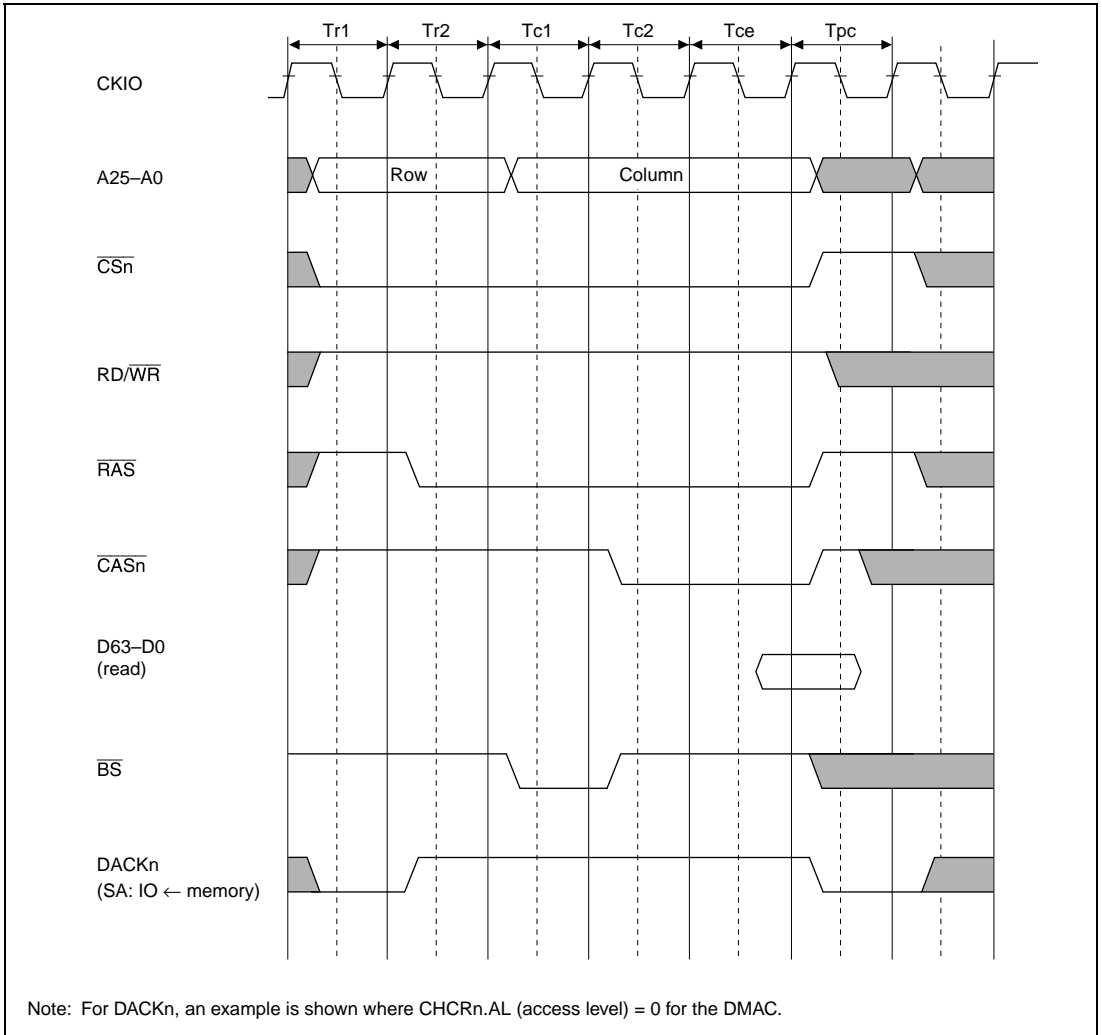 Tr1 Tr2 Tc1 Tc2 Tce Tpc
CKIO
A25–A0 Row Column
CSn
RD/WR
RAS
CASn
D63–D0
(read)
BS
DACKn
(SA: IO ← memory)
Note: For DACKn, an example is shown where CHCRn.AL (access level) = 0 for the DMAC.